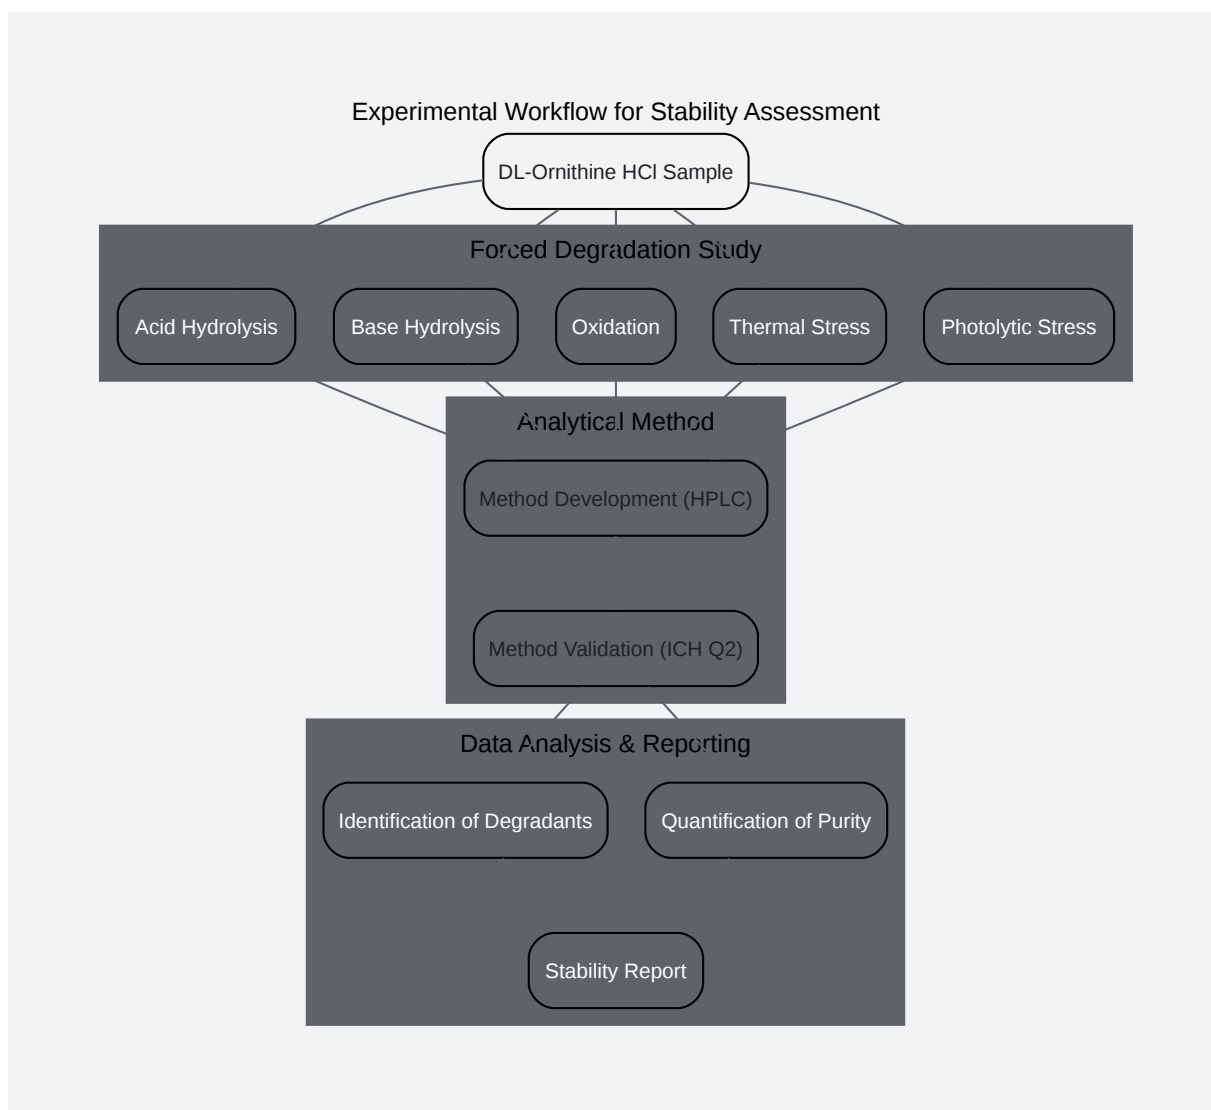 Experimental Workflow for Stability Assessment
DL-Ornithine HCl Sample
Forced Degradation Study
Acid Hydrolysis
Base Hydrolysis
Oxidation
Thermal Stress
Photolytic Stress
Analytical Method
Method Development (HPLC)
Method Validation (ICH Q2)
Data Analysis & Reporting
Identification of Degradants
Quantification of Purity
Stability Report